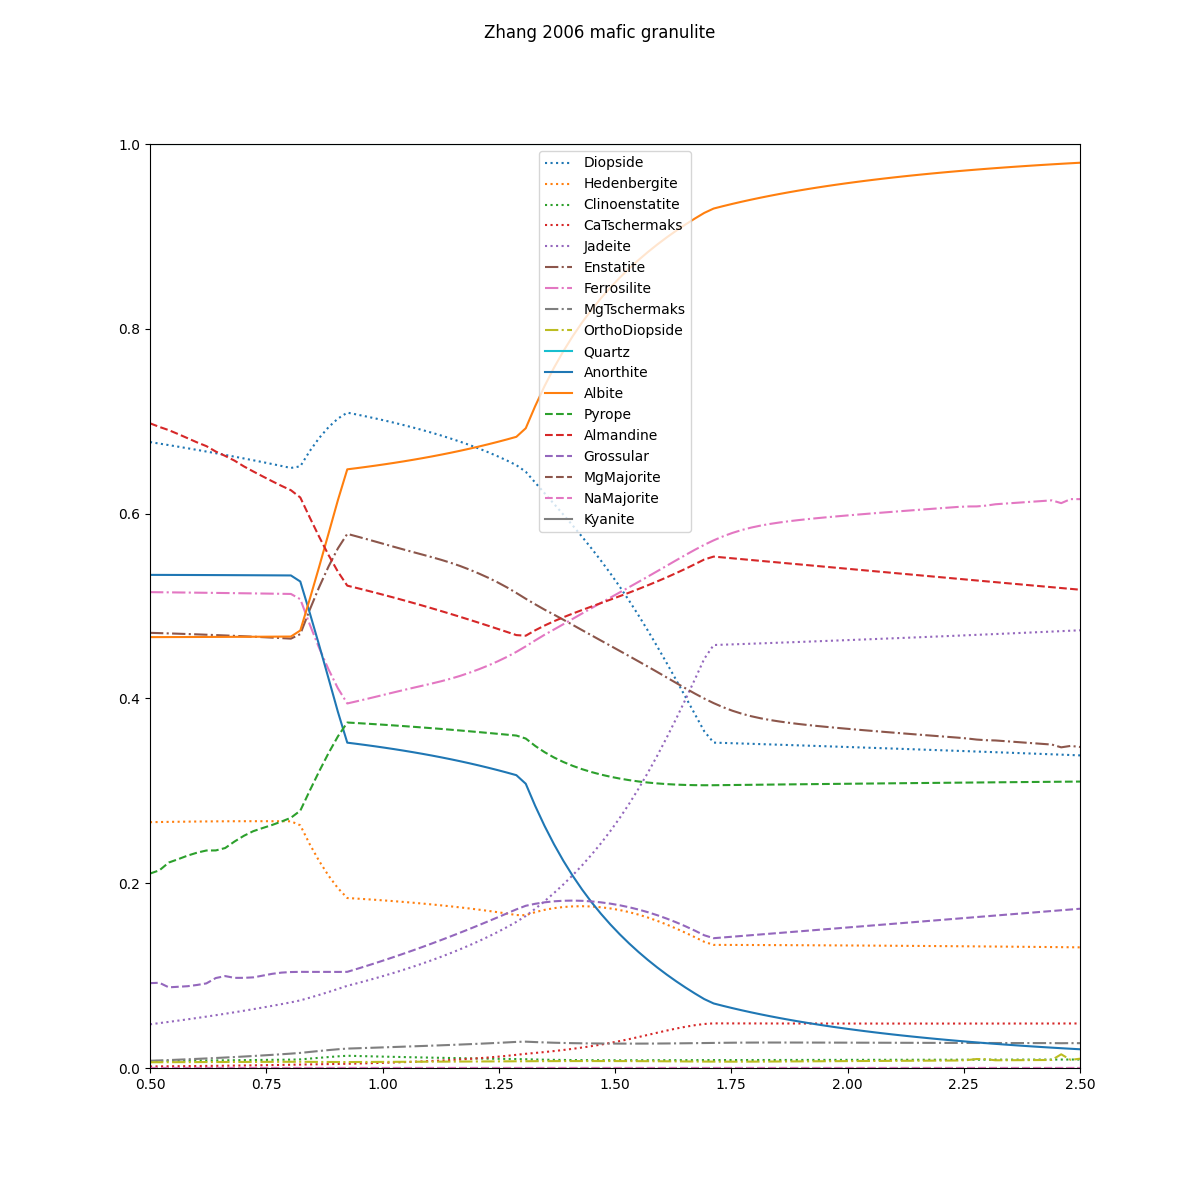 Zhang 2006 mafic granulite
1.0
0.8
0.6
0.4
0.2
0.0
Diopside
Hedenbergite
Clinoenstatite
CaTschermaks
Jadeite
Enstatite
Ferrosilite
MgTschermaks
OrthoDiopside
Quartz
Anorthite
Albite
Pyrope
Almandine
Grossular
MgMajorite
NaMajorite
Kyanite
0.50 0.75 1.00 1.25 1.50 1.75 2.00 2.25 2.50